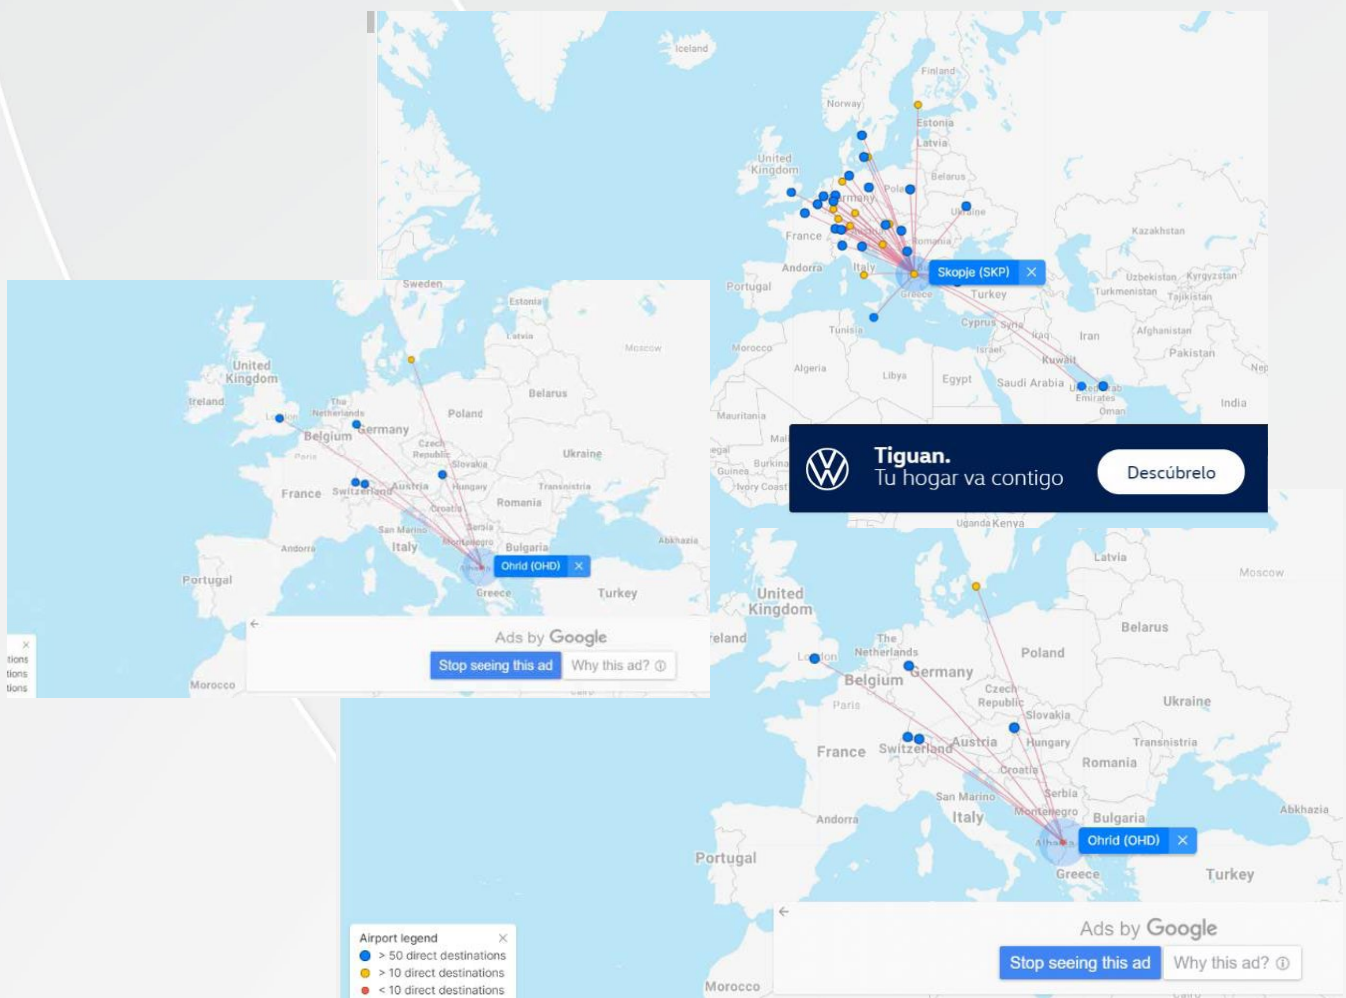 Iceland
Finland
Norway
Estonia
Latvia
United
Kingdom
Belarus
Ukraine
France
Romania
Kazakhstan
Andorra
Italy
Skopje (SKP) ×
Uzbekistan
Kyrgyzstan
Portugal
Greece
Turkey
Turkmenistan
Tajikistan
Tunisia
Cyprus
Syria
Iraq
Iran
Afghanistan
Morocco
Israel
Kuwait
Pakistan
Algeria
Libya
Egypt
Saudi Arabia
Emirates
Oman
India
Mauritania
Tiguan.
Tu hogar va contigo
Descúbrelo
Uganda
Kenya
Sweden
Estonia
Latvia
Moscow
United
Kingdom
Ireland
Belarus
The
Netherlands
Poland
Belgium
Germany
Czech
Republic
Paris
Slovakia
Ukraine
France
Switzerland
Austria
Hungary
Transnistria
Romania
Croatia
San Marino
Serbia
Montenegro
Andorra
Italy
Bulgaria
Abkhazia
Ohrid (OHD) ×
Portugal
Greece
Turkey
Ads by Google
Stop seeing this ad
Why this ad?
tions
tions
tions
Morocco
Latvia
Moscow
United
Kingdom
Belarus
The
Netherlands
London
Poland
Belgium
Germany
Czech
Republic
Paris
Slovakia
Ukraine
France
Switzerland
Austria
Hungary
Transnistria
Romania
Croatia
San Marino
Serbia
Montenegro
Andorra
Italy
Bulgaria
Abkhazia
Ohrid (OHD) ×
Portugal
Greece
Turkey
Ads by Google
Stop seeing this ad
Why this ad?
Airport legend ×
> 50 direct destinations
> 10 direct destinations
< 10 direct destinations
Morocco